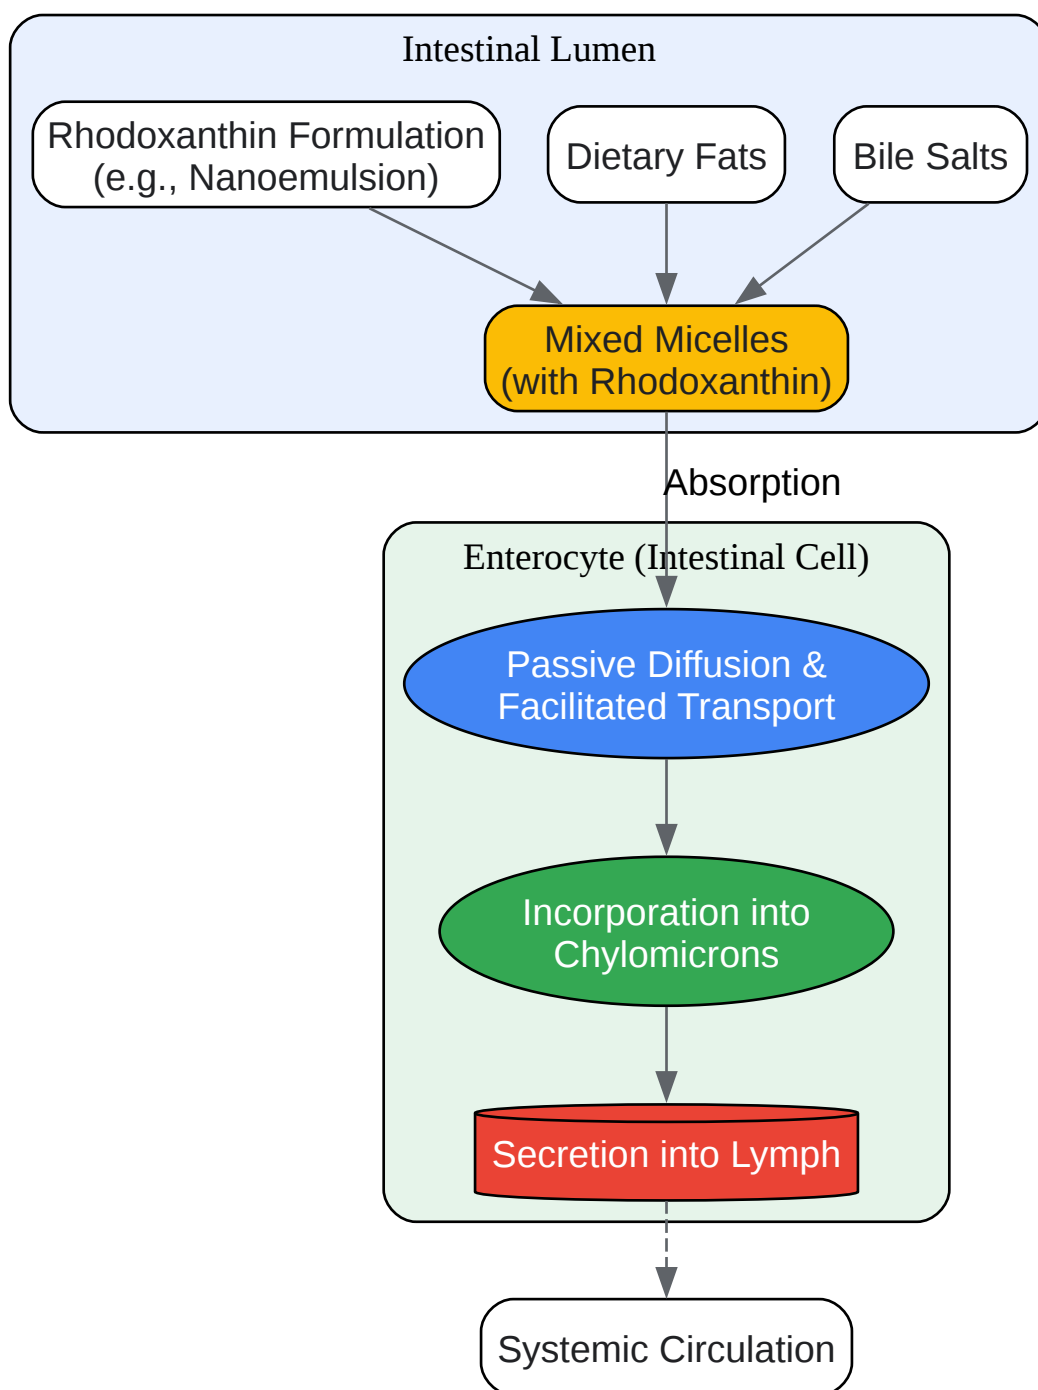 Intestinal Lumen
Rhodoxanthin Formulation
(e.g., Nanoemulsion)
Dietary Fats
Bile Salts
Mixed Micelles
(with Rhodoxanthin)
Absorption
Enterocyte (Intestinal Cell)
Passive Diffusion &
Facilitated Transport
Incorporation into
Chylomicrons
Secretion into Lymph
Systemic Circulation